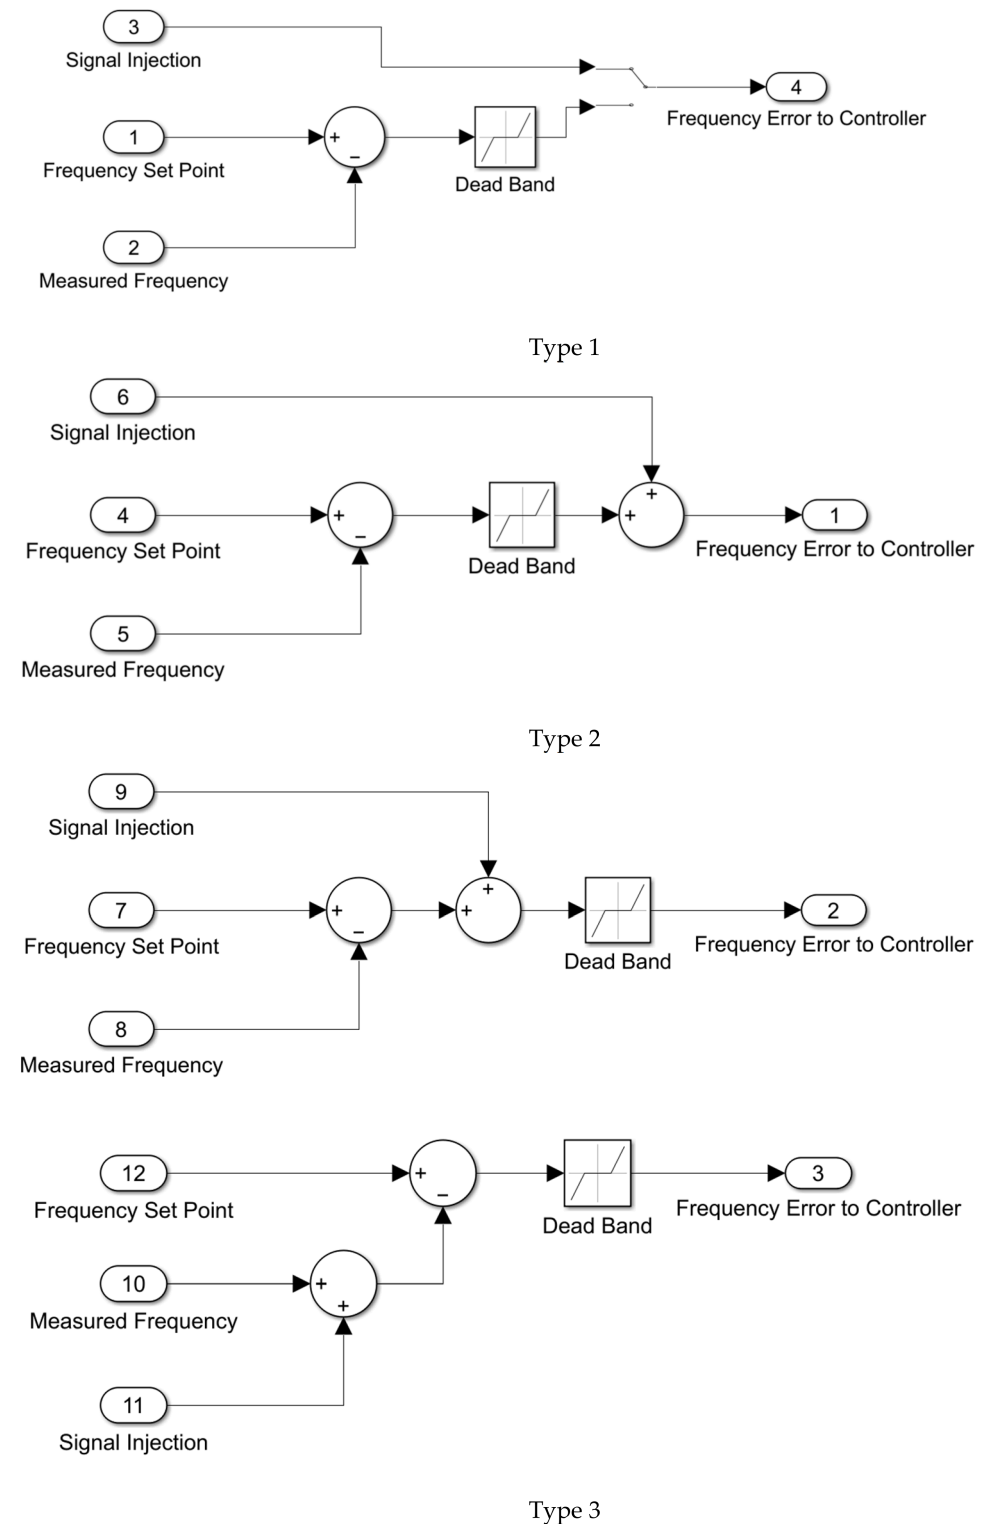 3
Signal Injection
4
Frequency Error to Controller
1
+
−
Frequency Set Point
Dead Band
2
Measured Frequency
Type 1
6
Signal Injection
+
4
+
−
+
1
Frequency Set Point
Dead Band
Frequency Error to Controller
5
Measured Frequency
Type 2
9
Signal Injection
+
7
+
−
+
2
Frequency Set Point
Dead Band
Frequency Error to Controller
8
Measured Frequency
12
+
−
3
Frequency Set Point
Dead Band
Frequency Error to Controller
10
+
+
Measured Frequency
11
Signal Injection
Type 3